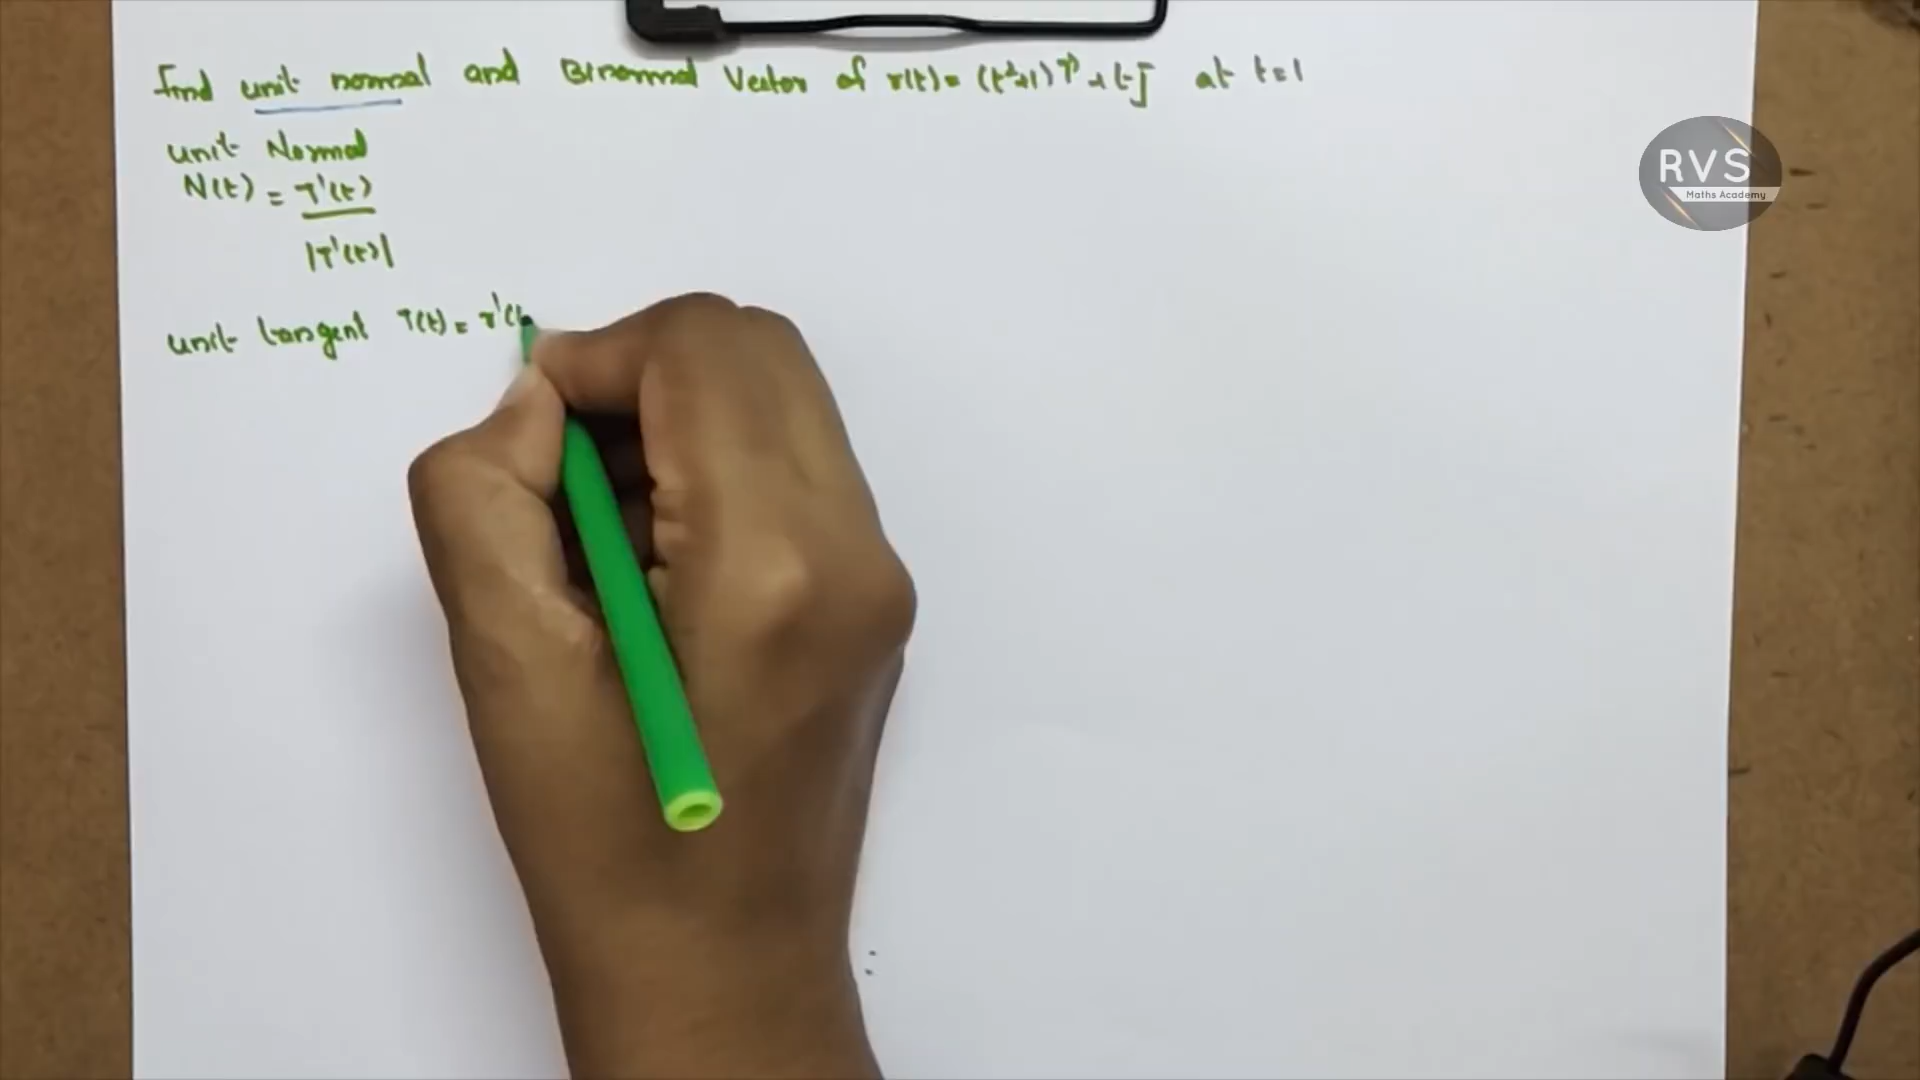 find unit normal and Binormal Vector of r(t) = (t²+1) i + t j at t=1
unit Normal
N(t) = T'(t)
|T'(t)|
unit tangent T(t) = r'(t
RVS
Maths Academy